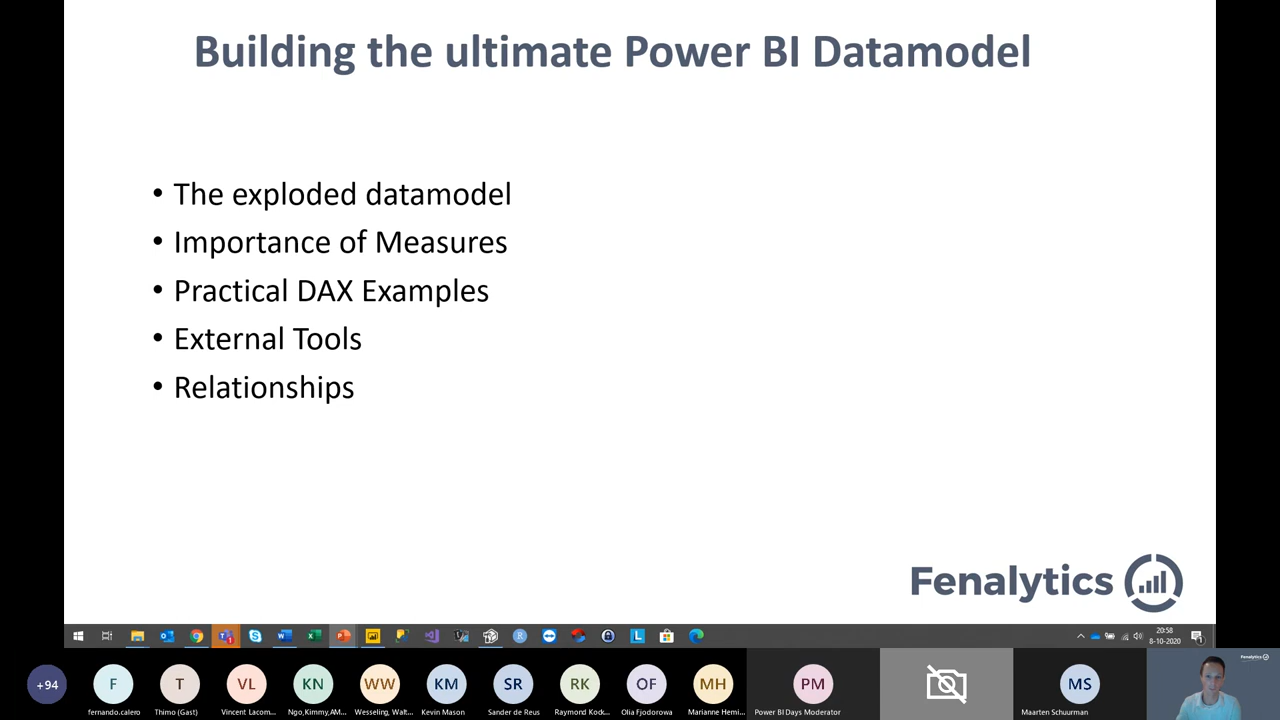 Building the ultimate Power BI Datamodel
• The exploded datamodel
• Importance of Measures
• Practical DAX Examples
• External Tools
• Relationships
Fenalytics
20:58
8-10-2020
+94
F
T
VL
KN
WW
KM
SR
RK
OF
MH
PM
MS
fernando.calero
Thimo (Gast)
Vincent Lacom...
Ngo,Kimmy,AM...
Wesseling, Walt...
Kevin Mason
Sander de Reus
Raymond Kock...
Olia Fjodorowa
Marianne Hemi...
Power BI Days Moderator
Maarten Schuurman
Fenalytics